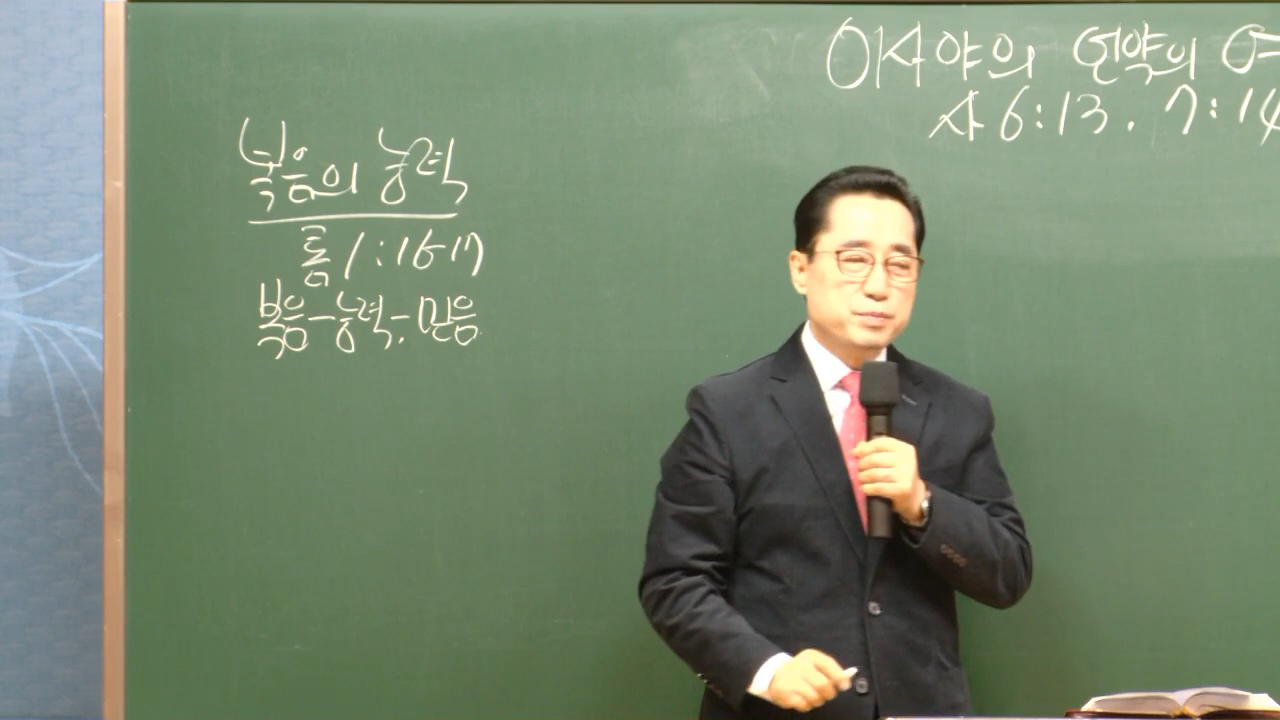 이사야의 언약의 여
사 6:13. 7:14
복음의 능력
롬 1:16-17
복음-능력-믿음